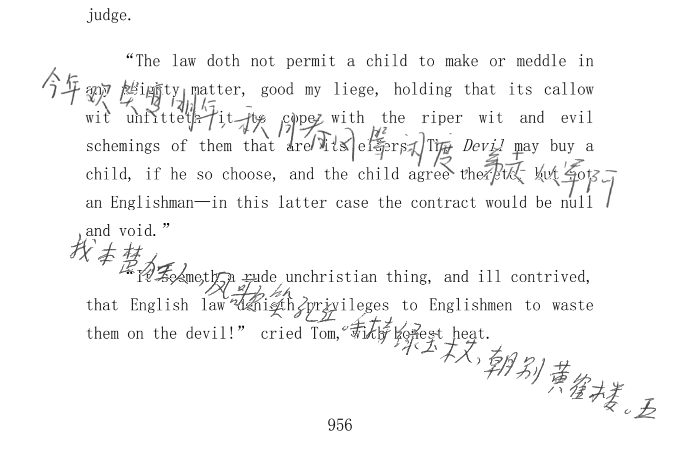 judge.
“The law doth not permit a child to make or meddle in
any weighty matter, good my liege, holding that its callow
wit unfitteth it to cope with the riper wit and evil
schemings of them that are its elders. The Devil may buy a
child, if he so choose, and the child agree thereto, but not
an Englishman—in this latter case the contract would be null
and void.”
今年欢笑复明年,秋月春风等闲度。弟走从军阿
“It seemeth a rude unchristian thing, and ill contrived,
that English law denieth privileges to Englishmen to waste
them on the devil!” cried Tom, with honest heat.
我本楚狂人,凤歌笑孔丘。手持绿玉杖,朝别黄鹤楼。五
956